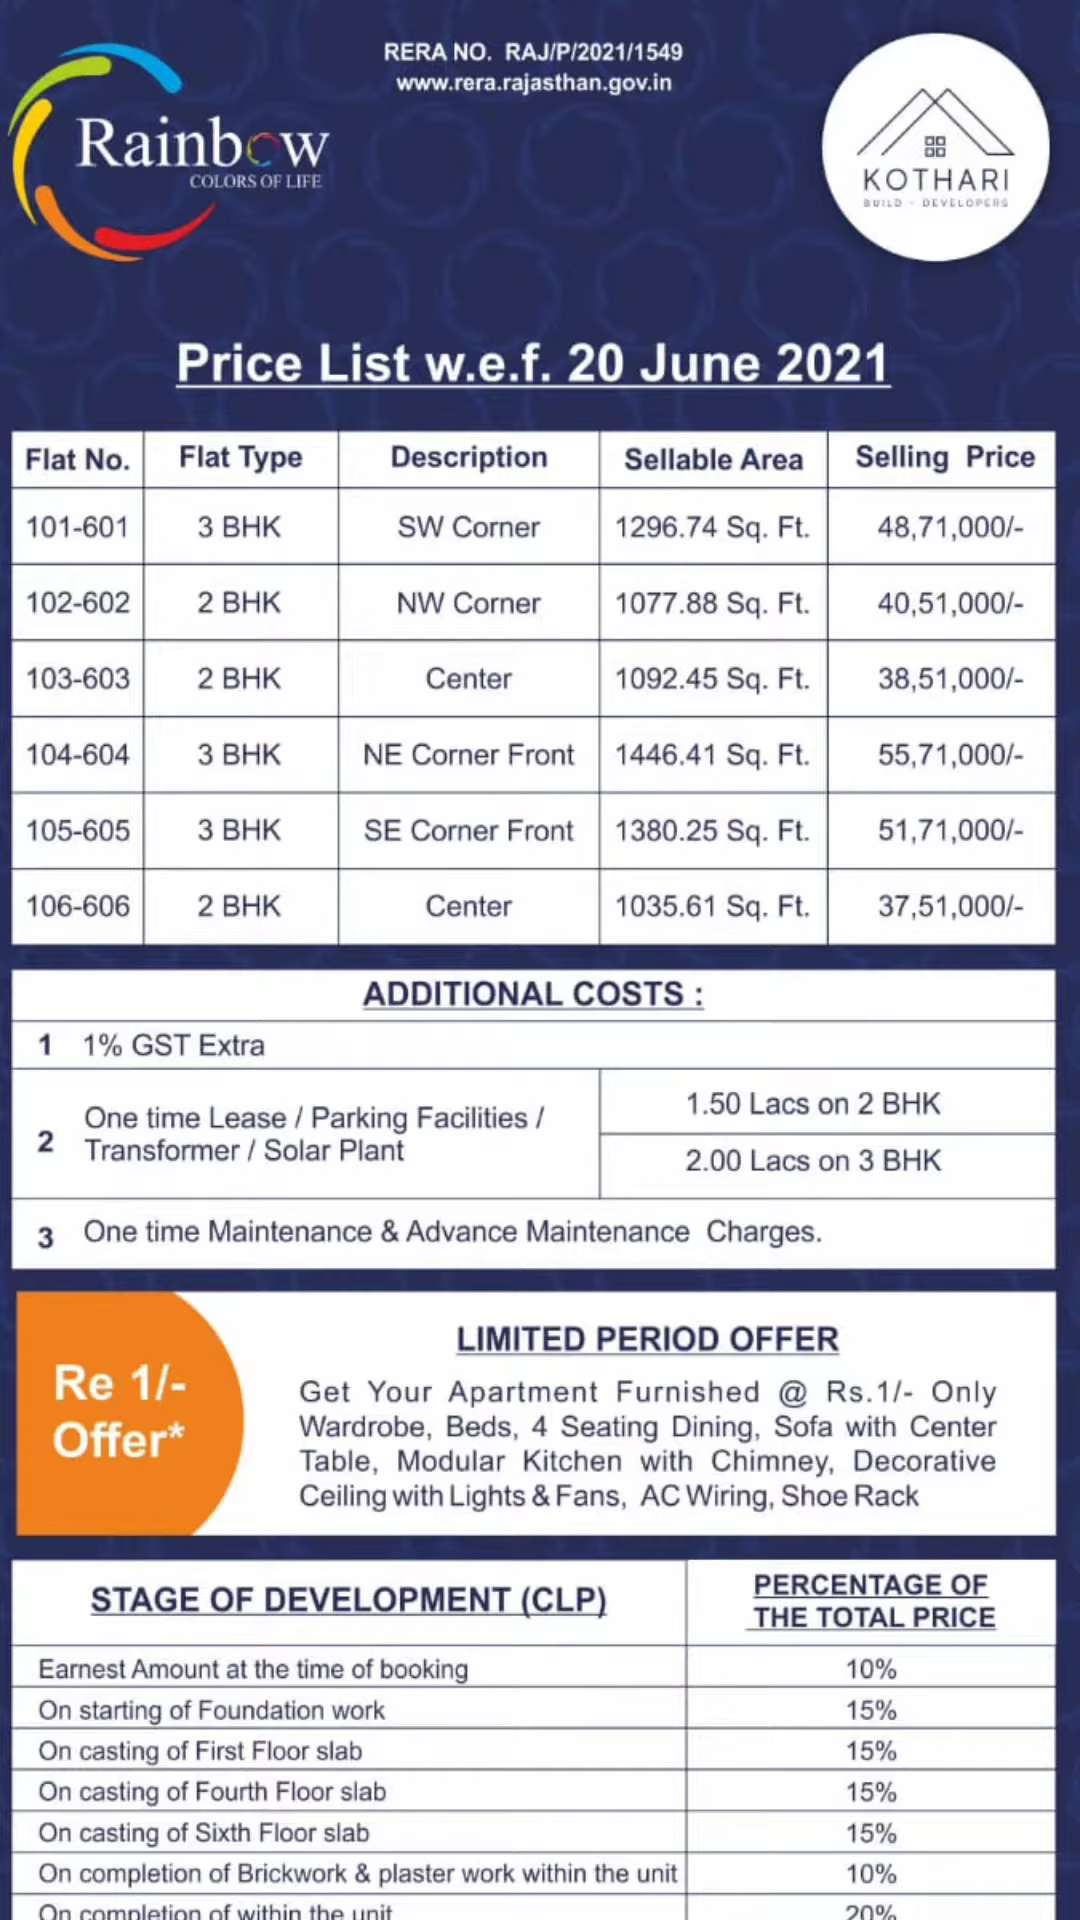 RERA NO. RAJ/P/2021/1549
www.rera.rajasthan.gov.in
Rainbow
COLORS OF LIFE
KOTHARI
BUILD - DEVELOPERS
Price List w.e.f. 20 June 2021
Flat No. Flat Type Description Sellable Area Selling Price
101-601 3 BHK SW Corner 1296.74 Sq. Ft. 48,71,000/-
102-602 2 BHK NW Corner 1077.88 Sq. Ft. 40,51,000/-
103-603 2 BHK Center 1092.45 Sq. Ft. 38,51,000/-
104-604 3 BHK NE Corner Front 1446.41 Sq. Ft. 55,71,000/-
105-605 3 BHK SE Corner Front 1380.25 Sq. Ft. 51,71,000/-
106-606 2 BHK Center 1035.61 Sq. Ft. 37,51,000/-
ADDITIONAL COSTS :
1 1% GST Extra
2 One time Lease / Parking Facilities /
Transformer / Solar Plant
1.50 Lacs on 2 BHK
2.00 Lacs on 3 BHK
3 One time Maintenance & Advance Maintenance Charges.
Re 1/-
Offer*
LIMITED PERIOD OFFER
Get Your Apartment Furnished @ Rs.1/- Only
Wardrobe, Beds, 4 Seating Dining, Sofa with Center
Table, Modular Kitchen with Chimney, Decorative
Ceiling with Lights & Fans, AC Wiring, Shoe Rack
STAGE OF DEVELOPMENT (CLP)
PERCENTAGE OF
THE TOTAL PRICE
Earnest Amount at the time of booking 10%
On starting of Foundation work 15%
On casting of First Floor slab 15%
On casting of Fourth Floor slab 15%
On casting of Sixth Floor slab 15%
On completion of Brickwork & plaster work within the unit 10%
On completion of within the unit 20%